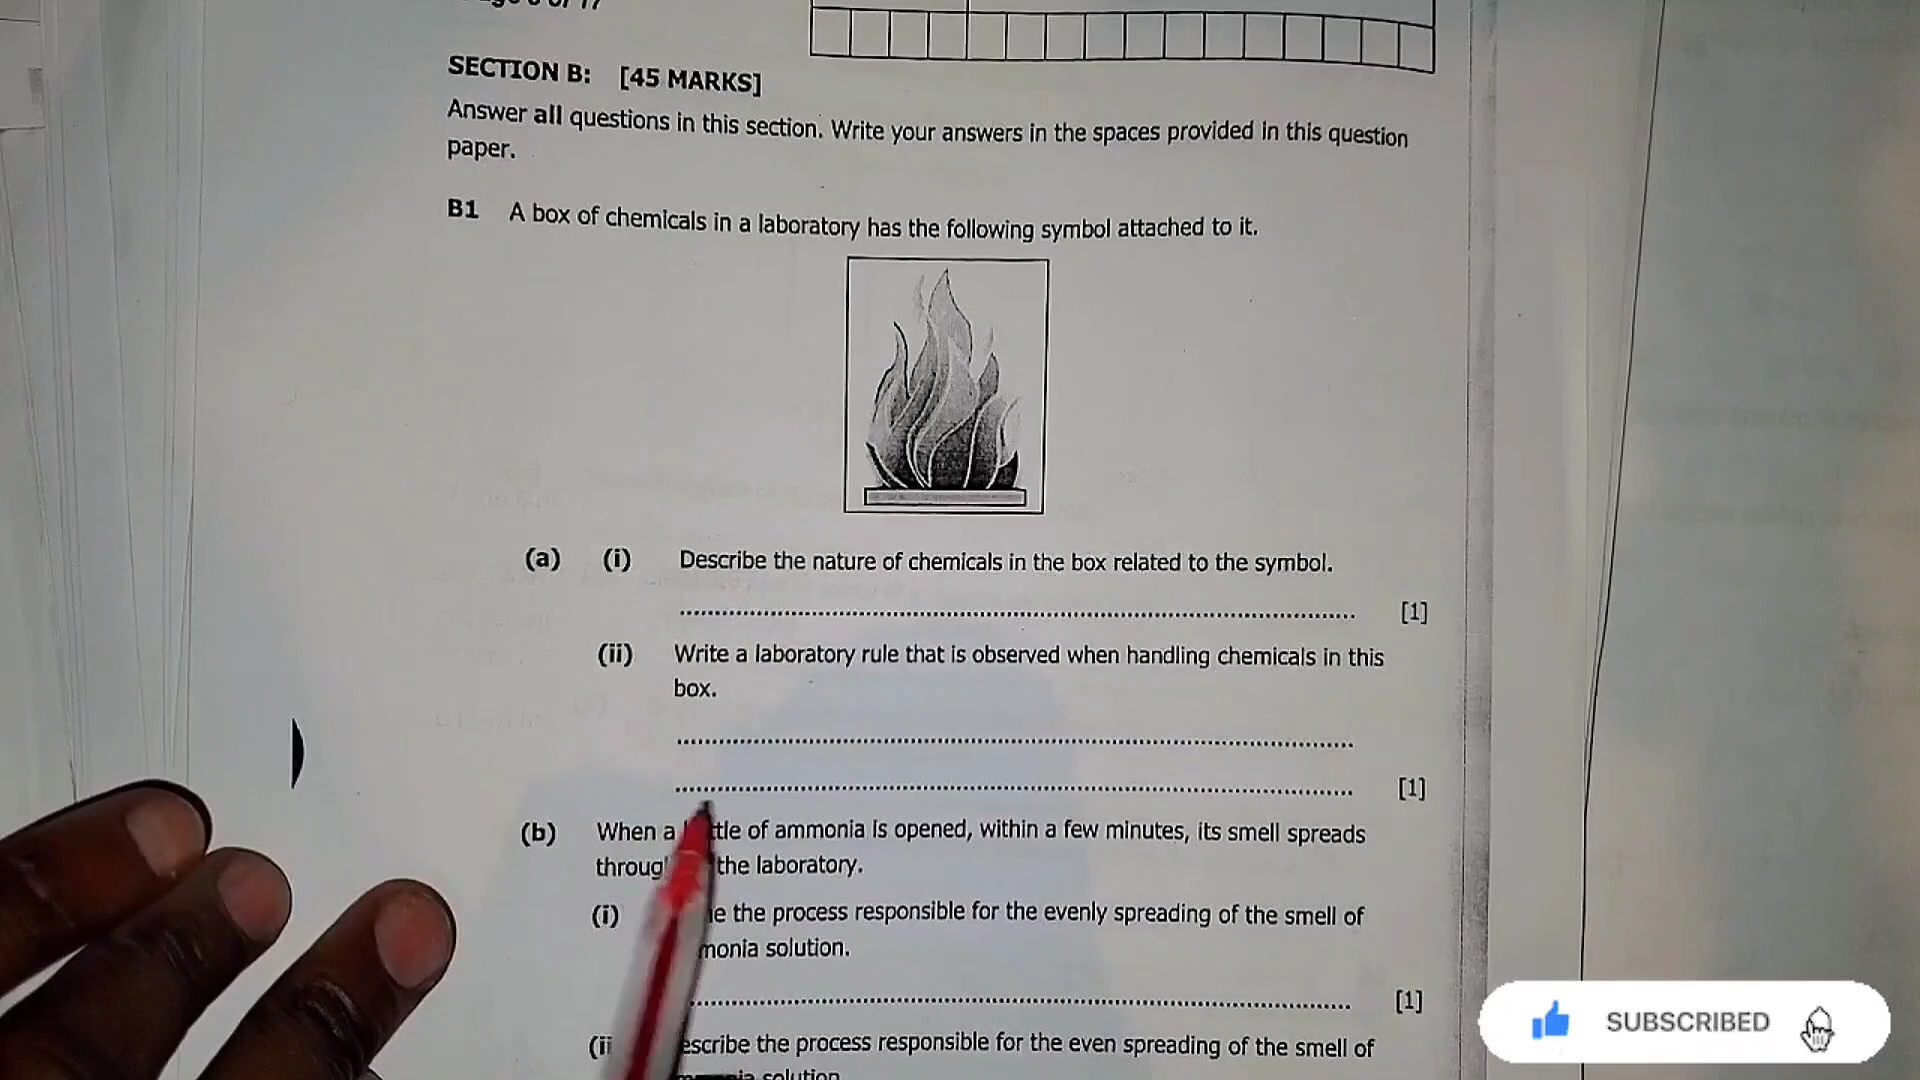 of 17
SECTION B: [45 MARKS]
Answer all questions in this section. Write your answers in the spaces provided in this question
paper.
B1 A box of chemicals in a laboratory has the following symbol attached to it.
(a) (i) Describe the nature of chemicals in the box related to the symbol.
[1]
(ii) Write a laboratory rule that is observed when handling chemicals in this
box.
[1]
(b) When a of ammonia is opened, within a few minutes, its smell spreads
the laboratory.
(i) the process responsible for the evenly spreading of the smell of
solution.
[1]
(ii the process responsible for the even spreading of the smell of
solution
SUBSCRIBED